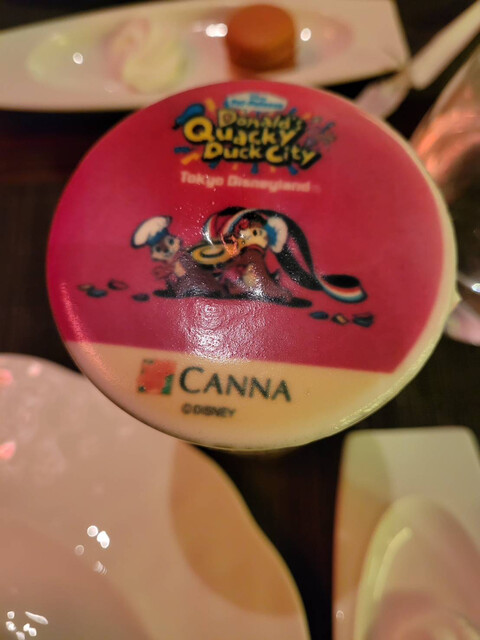 Donald's
Quacky
Duck City
Tokyo Disneyland
CANNA
©DISNEY